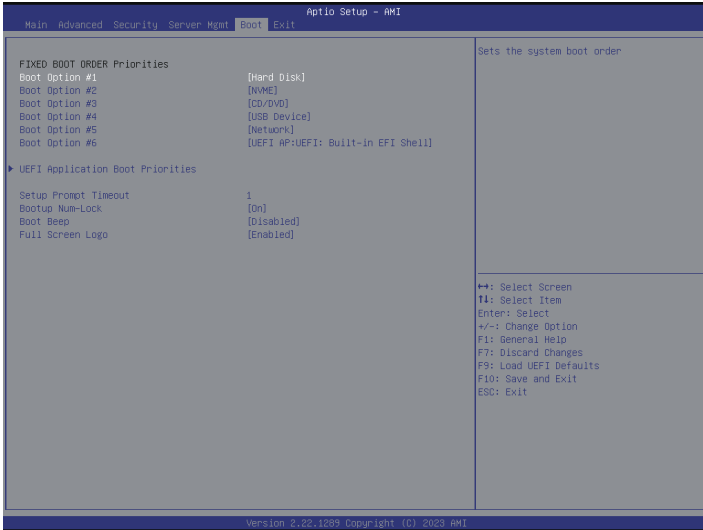 Aptio Setup – AMI
Main Advanced Security Server Mgmt Boot Exit
FIXED BOOT ORDER Priorities
Boot Option #1 [Hard Disk]
Boot Option #2 [NVME]
Boot Option #3 [CD/DVD]
Boot Option #4 [USB Device]
Boot Option #5 [Network]
Boot Option #6 [UEFI AP:UEFI: Built-in EFI Shell]
UEFI Application Boot Priorities
Setup Prompt Timeout 1
Bootup Num-Lock [On]
Boot Beep [Disabled]
Full Screen Logo [Enabled]
Sets the system boot order
↔: Select Screen
↑↓: Select Item
Enter: Select
+/-: Change Option
F1: General Help
F7: Discard Changes
F9: Load UEFI Defaults
F10: Save and Exit
ESC: Exit
Version 2.22.1289 Copyright (C) 2023 AMI